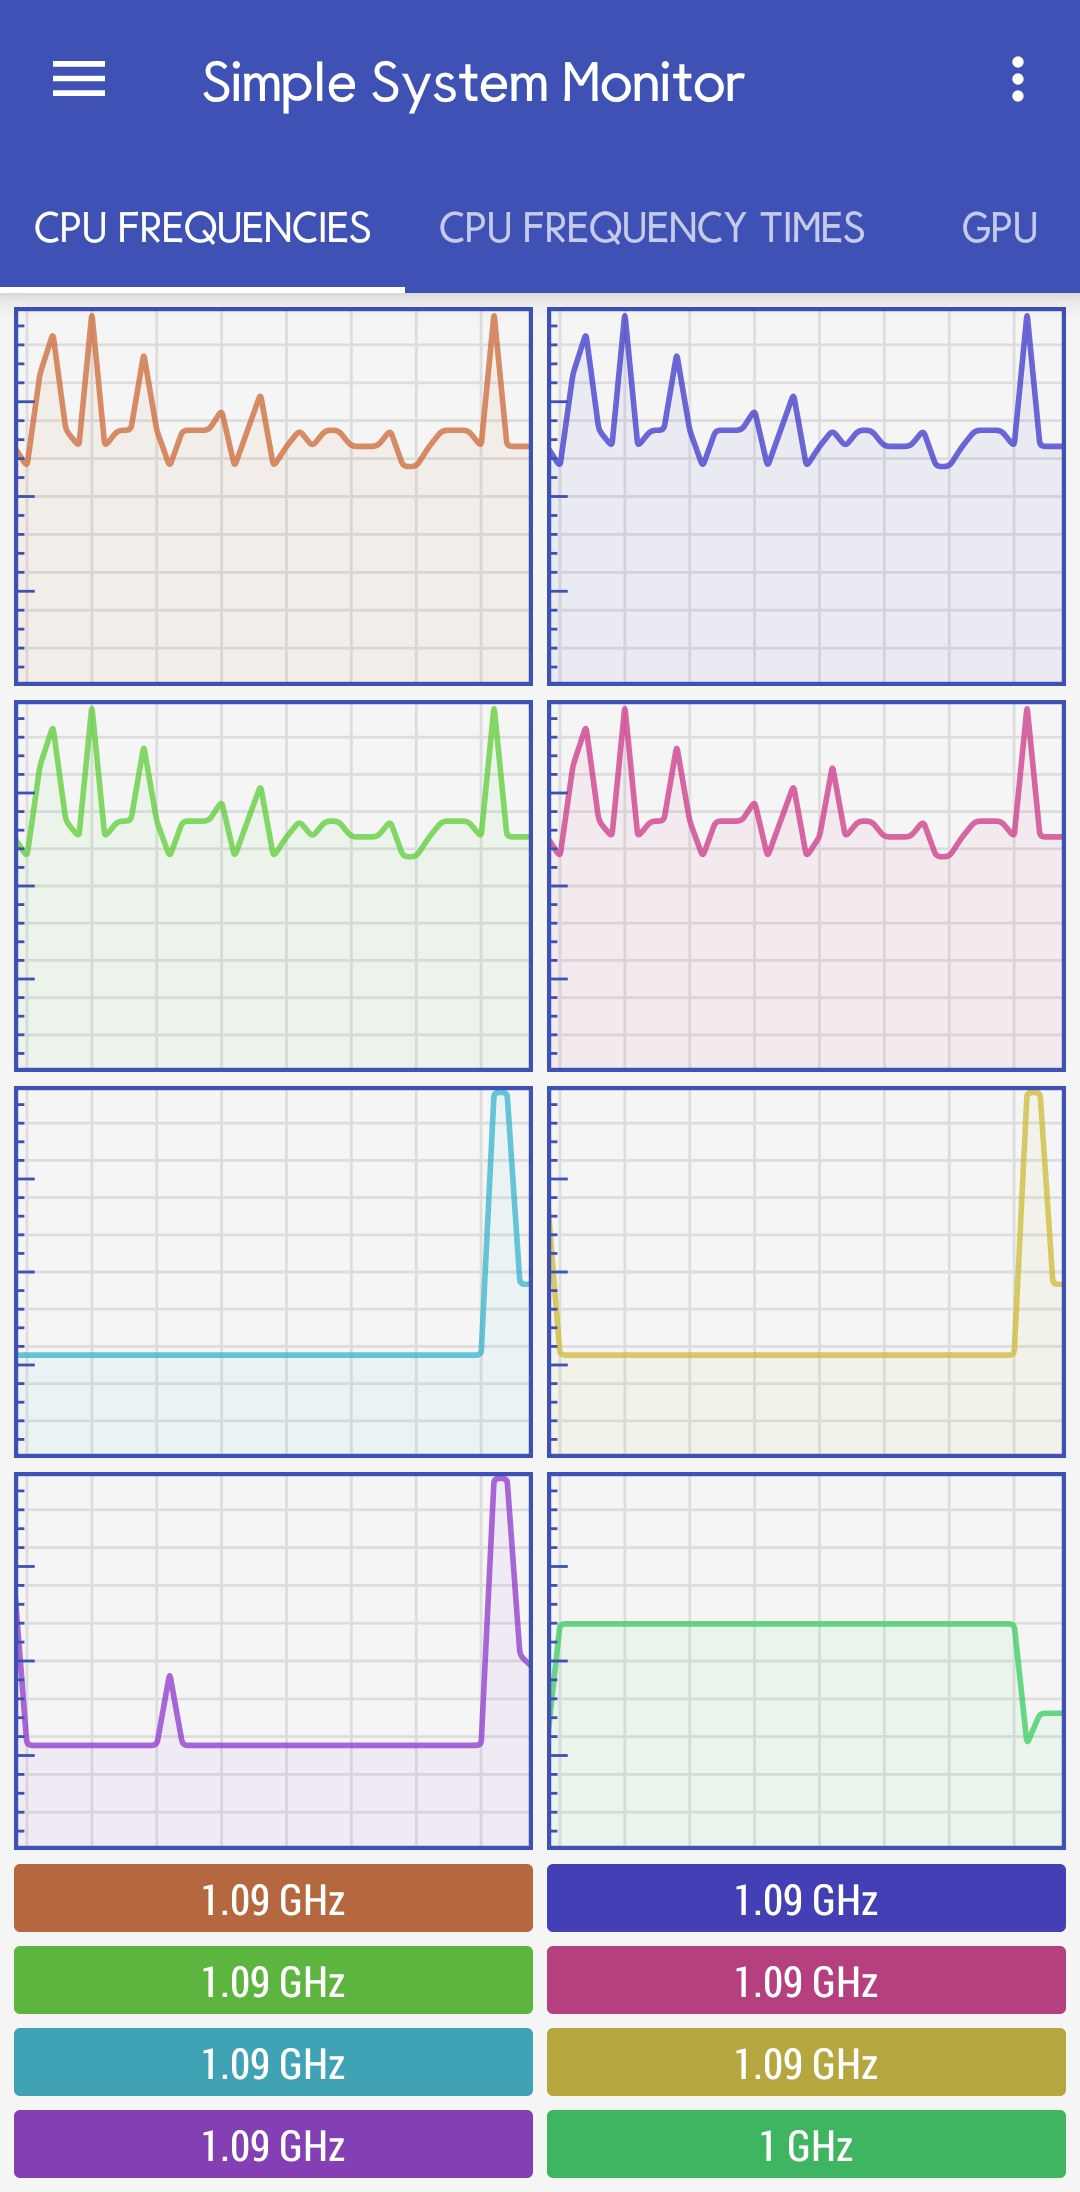 Simple System Monitor
CPU FREQUENCIES CPU FREQUENCY TIMES GPU
1.09 GHz 1.09 GHz
1.09 GHz 1.09 GHz
1.09 GHz 1.09 GHz
1.09 GHz 1 GHz